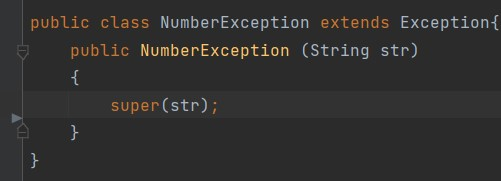 public class NumberException extends Exception{
    public NumberException (String str)
    {
        super(str);
    }
}